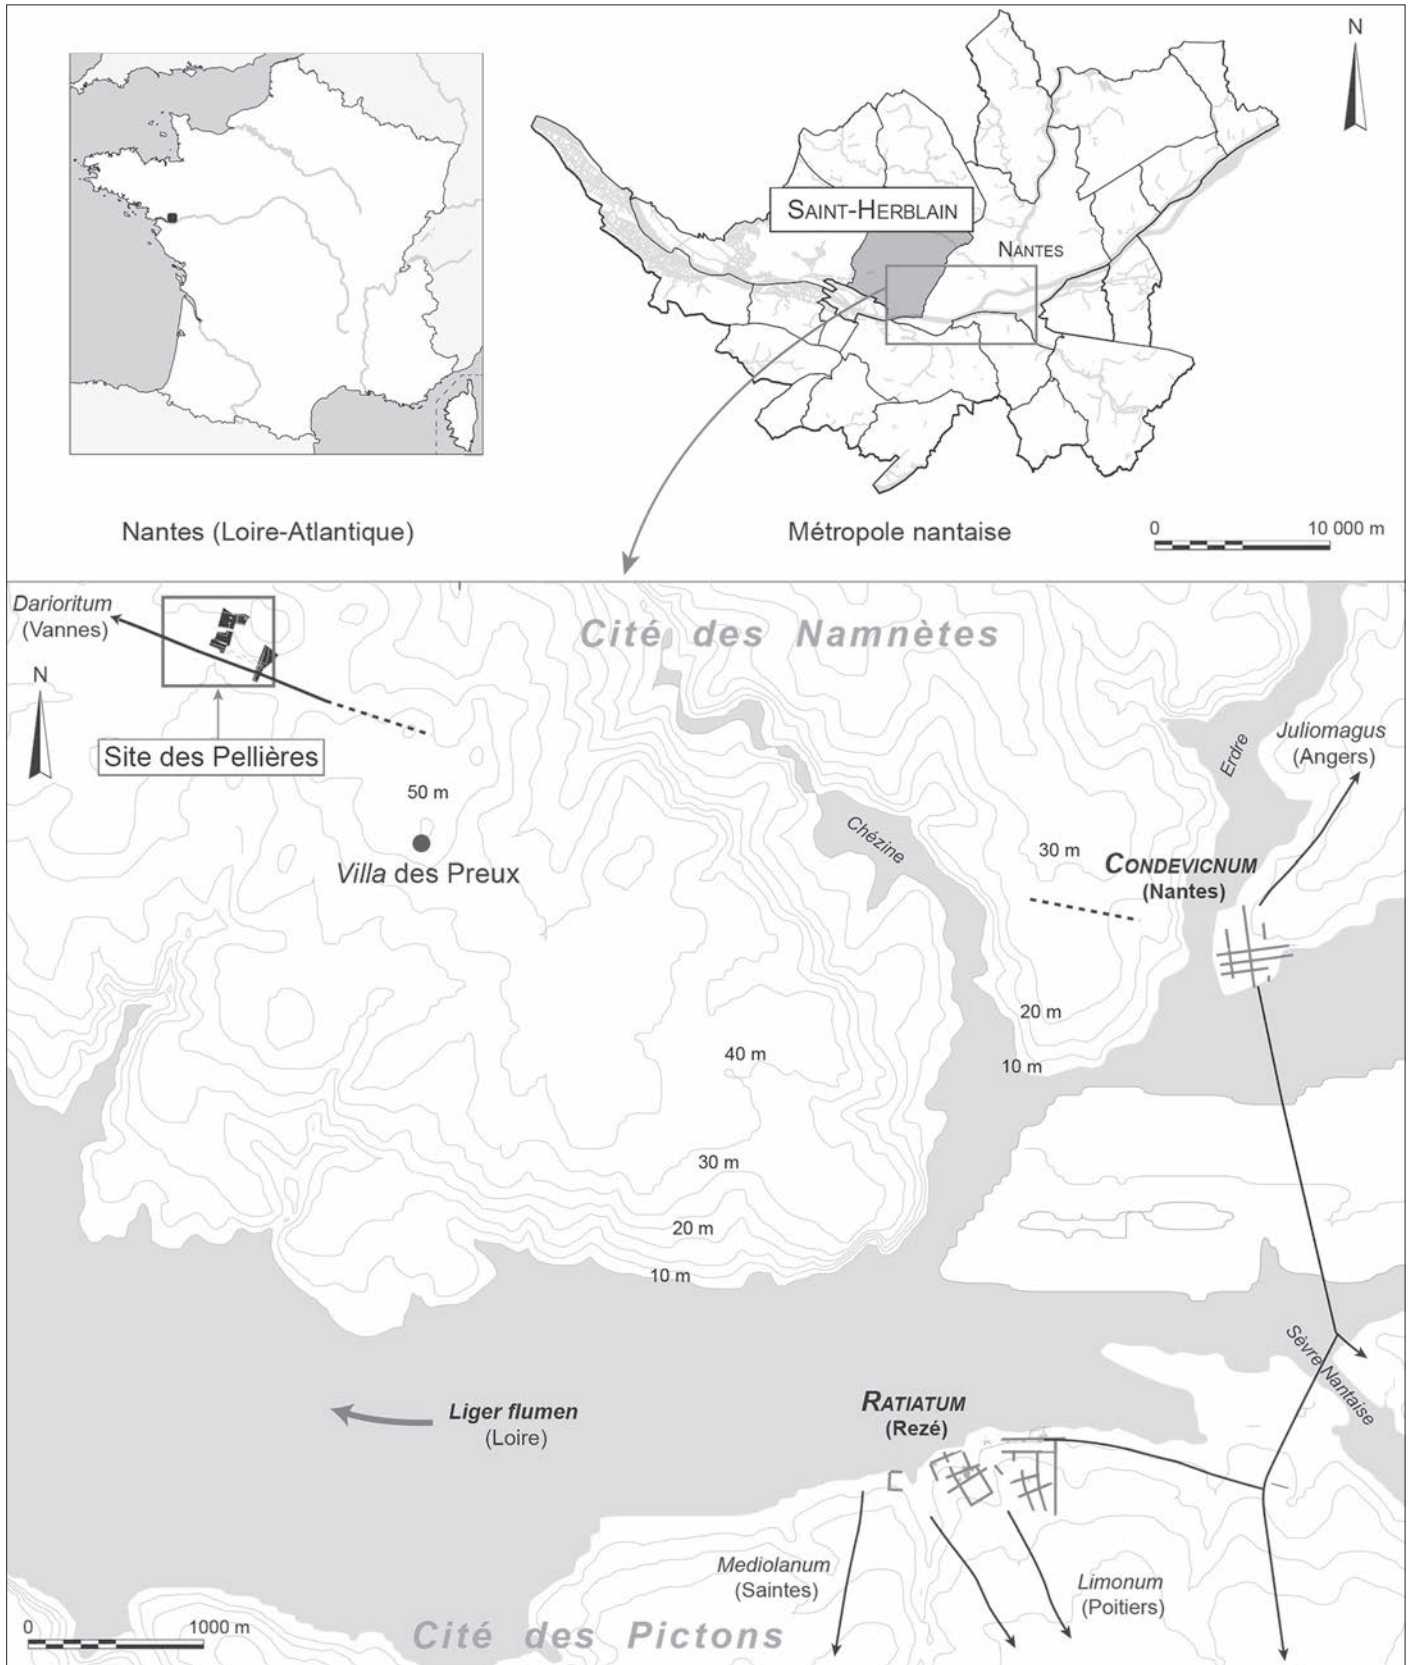 N
SAINT-HERBLAIN
NANTES
Nantes (Loire-Atlantique)
Métropole nantaise
0 10 000 m
Darioritum
(Vannes)
Cité des Namnètes
N
Site des Pellières
Juliomagus
(Angers)
Erdre
50 m
Chézine
30 m
CONDEVICNUM
(Nantes)
Villa des Preux
20 m
40 m
10 m
30 m
20 m
10 m
Sèvre Nantaise
RATIATUM
(Rezé)
Liger flumen
(Loire)
Mediolanum
(Saintes)
Limonum
(Poitiers)
0 1000 m
Cité des Pictons